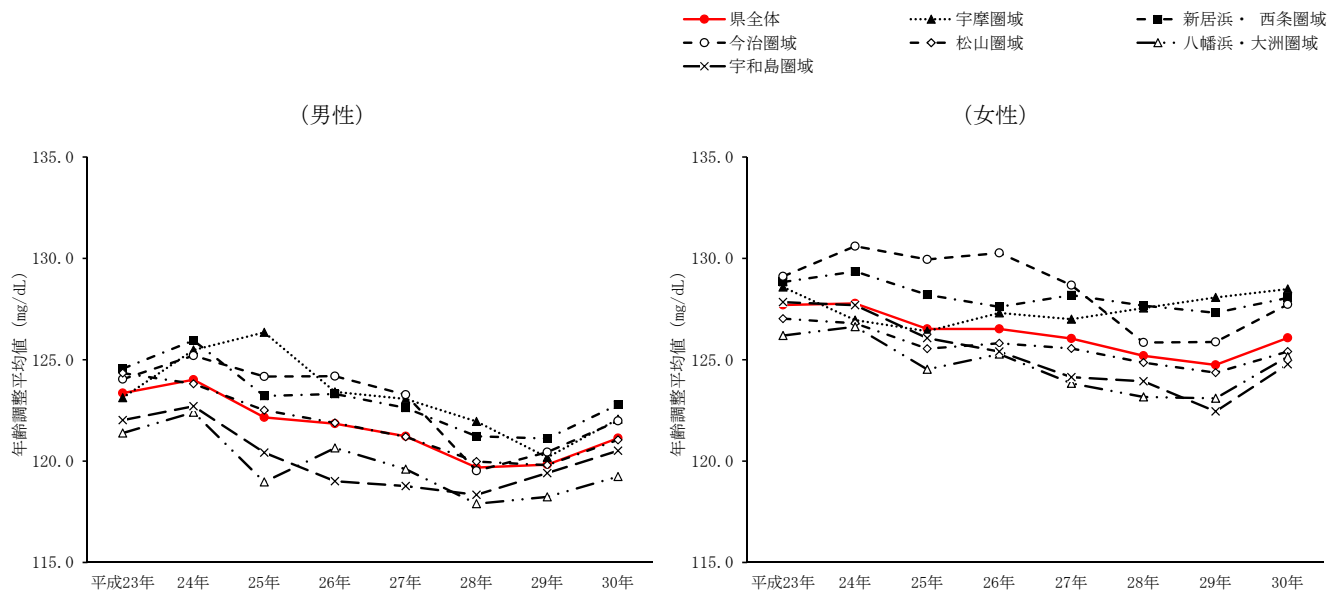 県全体 宇摩圏域 新居浜・ 西条圏域
今治圏域 松山圏域 八幡浜・大洲圏域
宇和島圏域
（男性）
135.0
130.0
125.0
120.0
115.0
年齢調整平均値（mg/dL）
平成23年 24年 25年 26年 27年 28年 29年 30年
（女性）
135.0
130.0
125.0
120.0
115.0
年齢調整平均値（mg/dL）
平成23年 24年 25年 26年 27年 28年 29年 30年